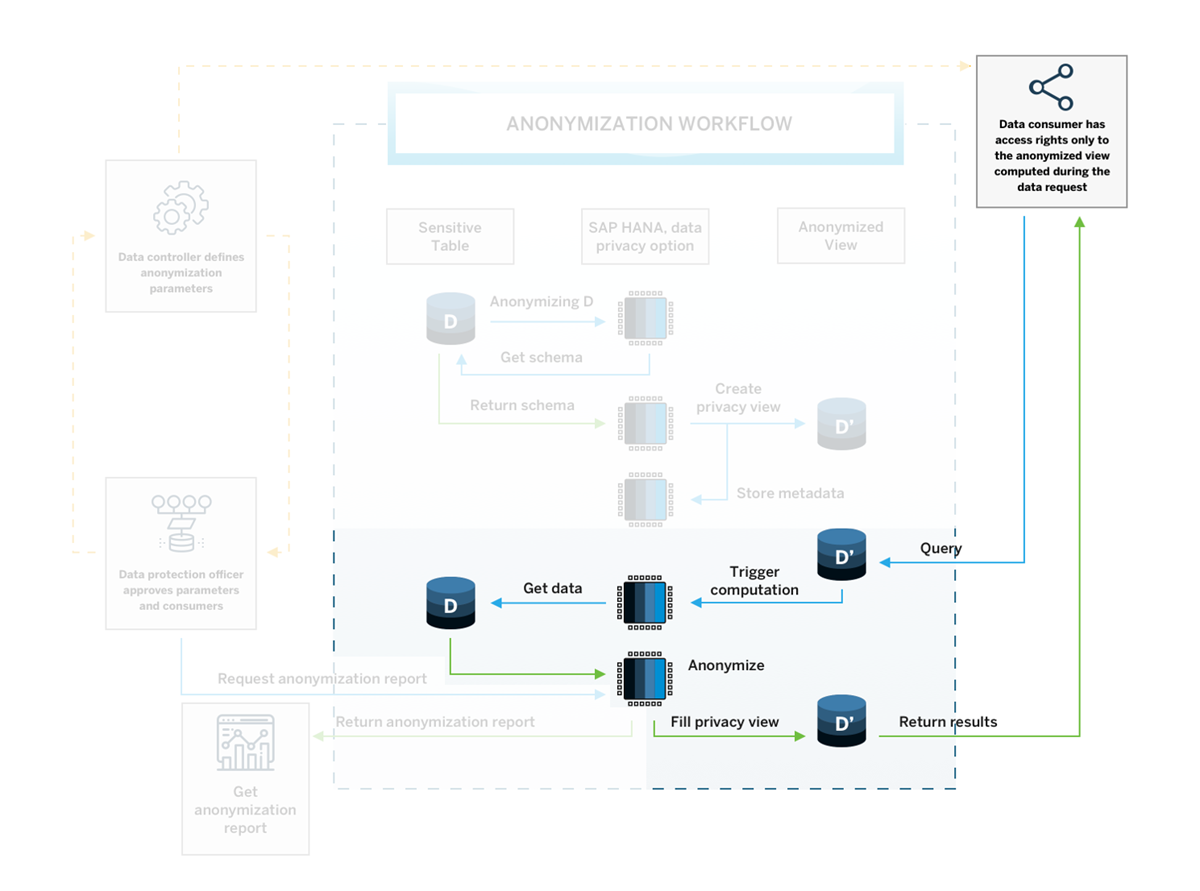 ANONYMIZATION WORKFLOW
Data consumer has
access rights only to
the anonymized view
computed during the
data request
Data controller defines
anonymization
parameters
Sensitive
Table
SAP HANA, data
privacy option
Anonymized
View
D
Anonymizing D
Get schema
Return schema
Create
privacy view
D’
Store metadata
Data protection officer
approves parameters
and consumers
D’
Query
Trigger
computation
Get data
D
Anonymize
Request anonymization report
Return anonymization report
Fill privacy view
D’
Return results
Get
anonymization
report